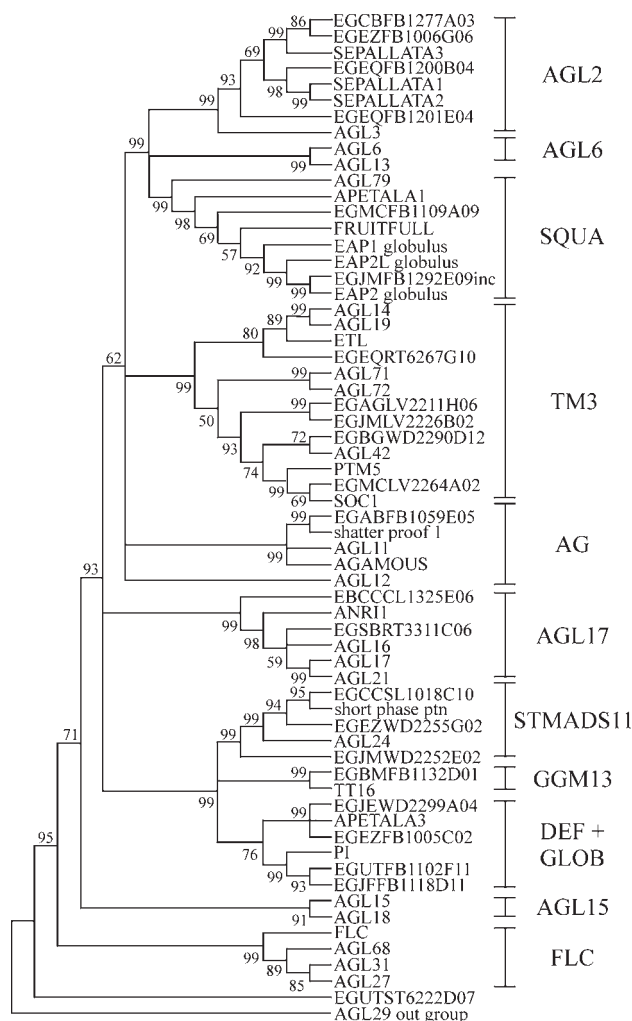 86 EGCBFB1277A03
99 EGEZFB1006G06
69 SEPALLATA3
93 EGEQFB1200B04
98 SEPALLATA1
99 SEPALLATA2
AGL2
99 EGEQFB1201E04
AGL3
99 AGL6
99 AGL13
AGL6
99 AGL79
98 APETALA1
69 EGMCFB1109A09
57 FRUITFULL
92 EAP1 globulus
EAP2L globulus
99 EGJMFB1292E09inc
99 EAP2 globulus
SQUA
99 AGL14
89 AGL19
80 ETL
62 EGEQRT6267G10
99
99 AGL71
50 AGL72
99 EGAGLV2211H06
93 EGJMLV2226B02
72 EGBGWD2290D12
74 AGL42
PTM5
99 EGMCLV2264A02
69 SOC1
TM3
99 EGABFB1059E05
shatter proof 1
99 AGL11
AGAMOUS
AGL12
AG
93 EBCCCL1325E06
99 ANRI1
98 EGSBRT3311C06
AGL16
59 AGL17
99 AGL21
AGL17
95 EGCCSL1018C10
94 short phase ptn
99 EGEZWD2255G02
99 AGL24
EGJMWD2252E02
STMADS11
71
99 EGBMFB1132D01
99 TT16
GGM13
99 EGJEWD2299A04
APETALA3
EGEZFB1005C02
76 PI
99 EGUTFB1102F11
93 EGJFFB1118D11
DEF +
GLOB
95 AGL15
91 AGL18
AGL15
FLC
99 AGL68
89 AGL31
85 AGL27
FLC
EGUTST6222D07
AGL29 out group